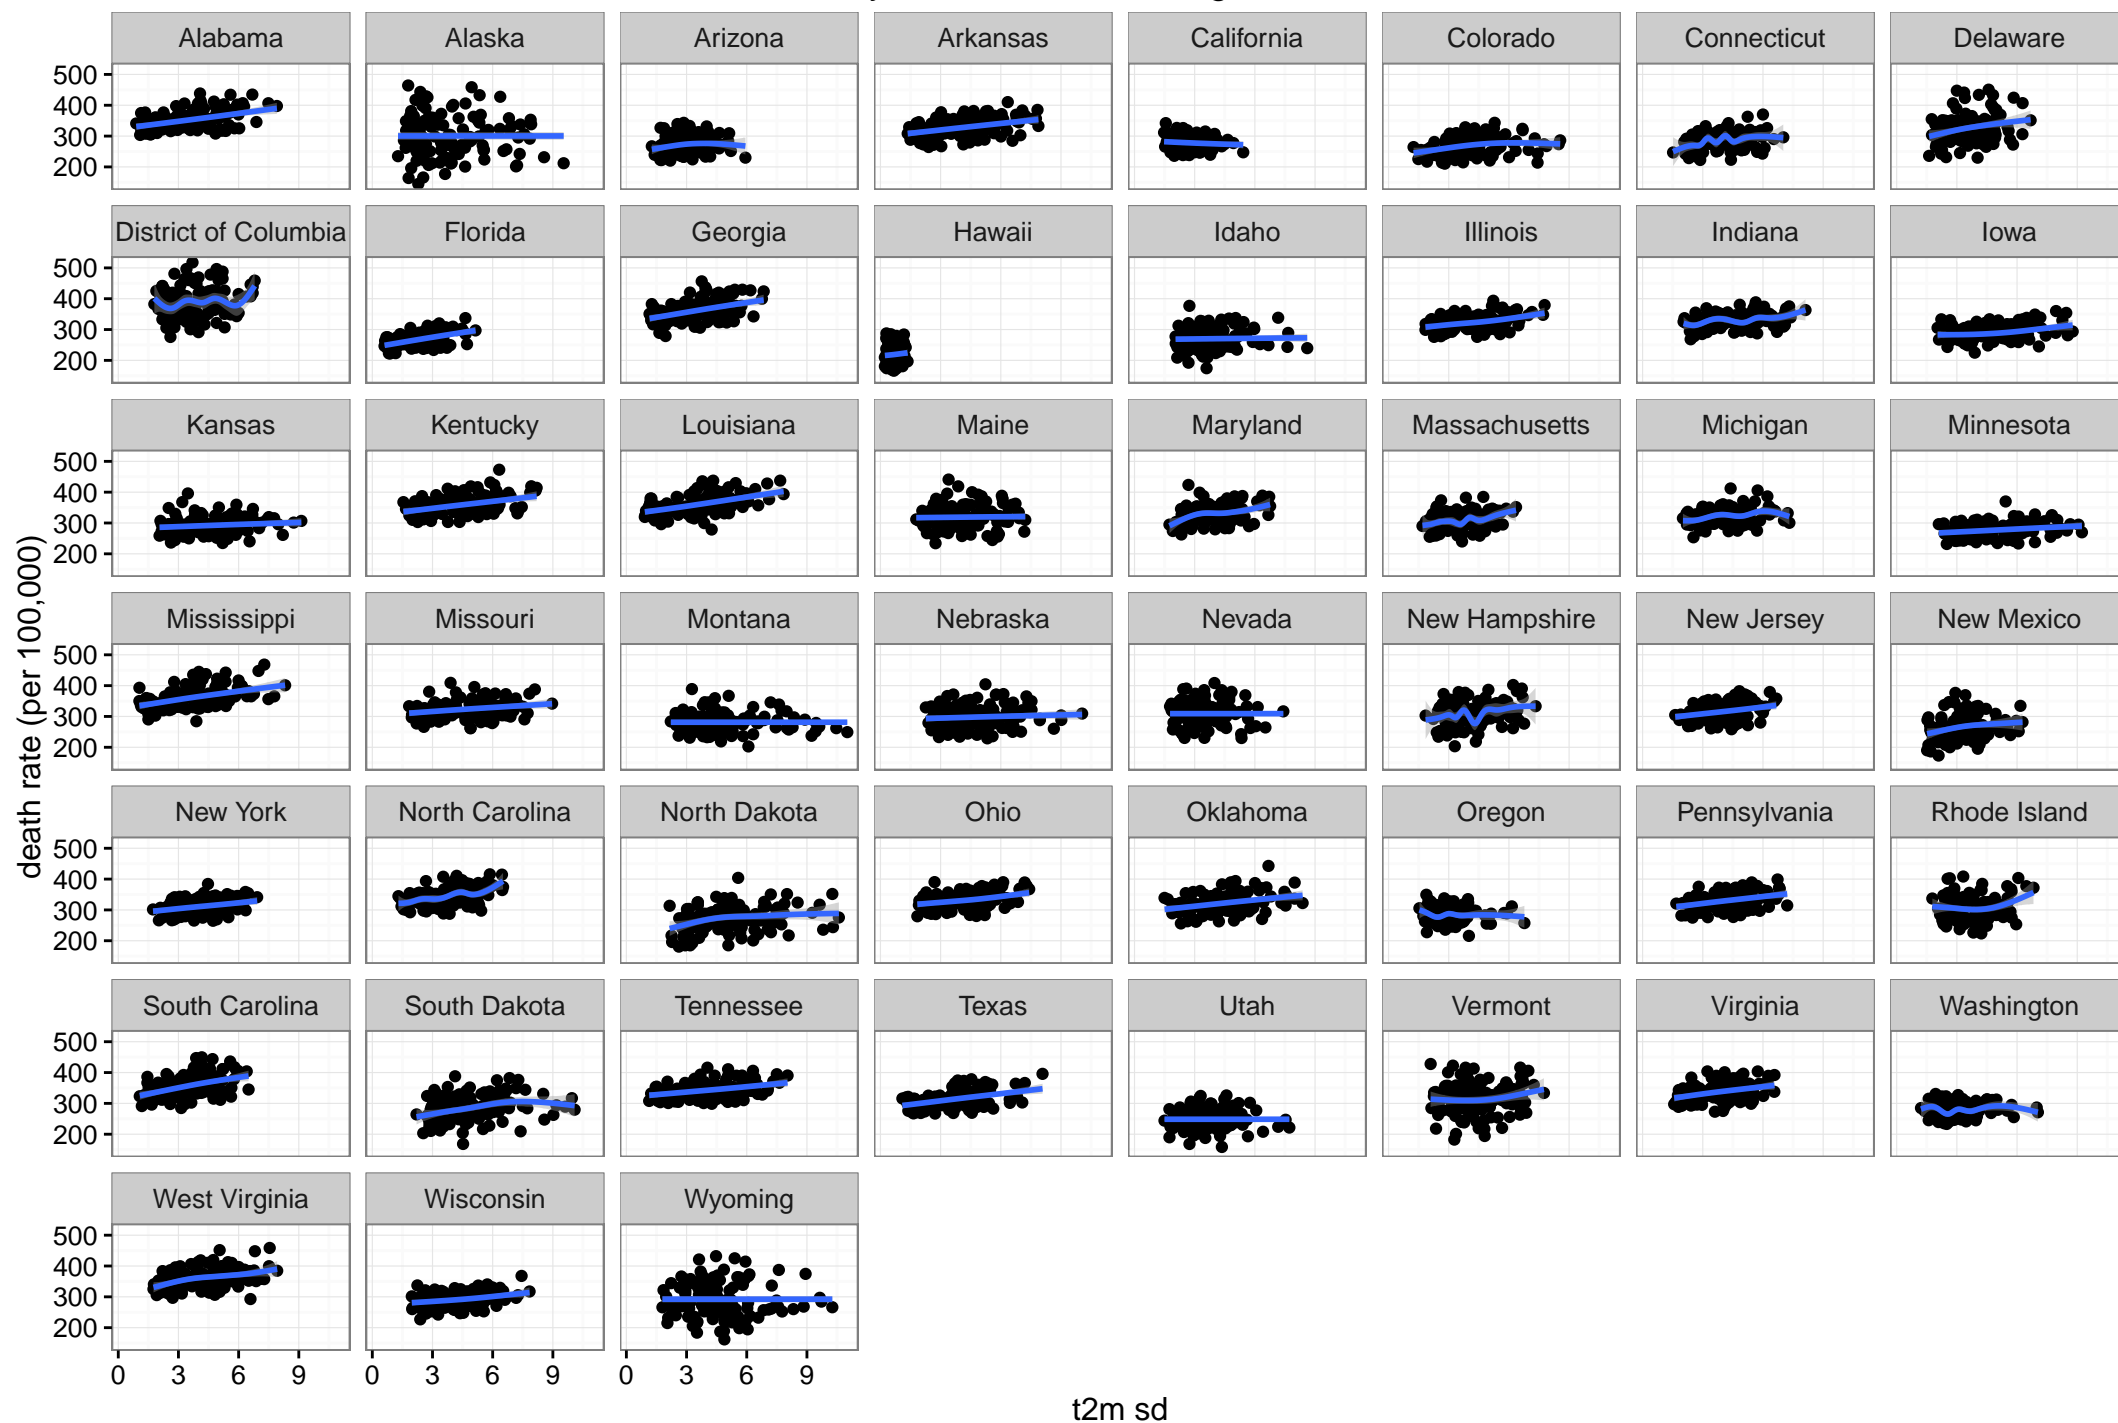 Alabama Alaska Arizona Arkansas California Colorado Connecticut Delaware
500
400
300
200
District of Columbia Florida Georgia Hawaii Idaho Illinois Indiana Iowa
500
400
300
200
Kansas Kentucky Louisiana Maine Maryland Massachusetts Michigan Minnesota
500
400
300
200
death rate (per 100,000)
Mississippi Missouri Montana Nebraska Nevada New Hampshire New Jersey New Mexico
500
400
300
200
New York North Carolina North Dakota Ohio Oklahoma Oregon Pennsylvania Rhode Island
500
400
300
200
South Carolina South Dakota Tennessee Texas Utah Vermont Virginia Washington
500
400
300
200
West Virginia Wisconsin Wyoming
500
400
300
200
0 3 6 9 0 3 6 9 0 3 6 9
t2m sd